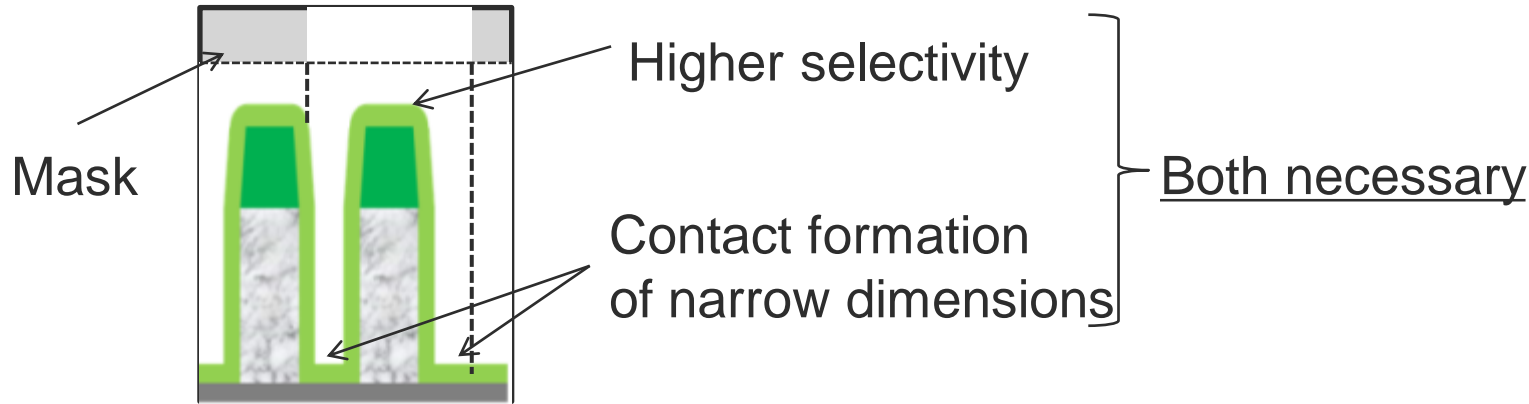 Higher selectivity
Mask
Both necessary
Contact formation
of narrow dimensions